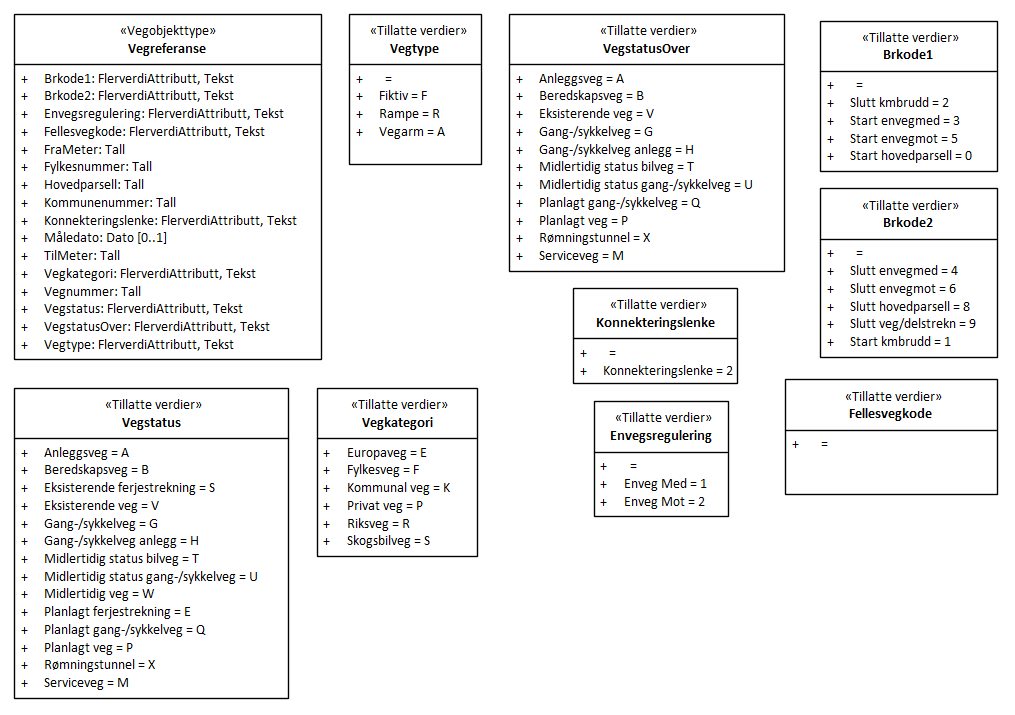 «Vegobjekttype»
Vegreferanse
+ Brkode1: FlerverdiAttributt, Tekst
+ Brkode2: FlerverdiAttributt, Tekst
+ Envegsregulering: FlerverdiAttributt, Tekst
+ Fellesvegkode: FlerverdiAttributt, Tekst
+ FraMeter: Tall
+ Fylkesnummer: Tall
+ Hovedparsell: Tall
+ Kommunenummer: Tall
+ Konnekteringslenke: FlerverdiAttributt, Tekst
+ Måledato: Dato [0..1]
+ TilMeter: Tall
+ Vegkategori: FlerverdiAttributt, Tekst
+ Vegnummer: Tall
+ Vegstatus: FlerverdiAttributt, Tekst
+ VegstatusOver: FlerverdiAttributt, Tekst
+ Vegtype: FlerverdiAttributt, Tekst
«Tillatte verdier»
Vegtype
+ =
+ Fiktiv = F
+ Rampe = R
+ Vegarm = A
«Tillatte verdier»
VegstatusOver
+ Anleggsveg = A
+ Beredskapsveg = B
+ Eksisterende veg = V
+ Gang-/sykkelveg = G
+ Gang-/sykkelveg anlegg = H
+ Midlertidig status bilveg = T
+ Midlertidig status gang-/sykkelveg = U
+ Planlagt gang-/sykkelveg = Q
+ Planlagt veg = P
+ Rømningstunnel = X
+ Serviceveg = M
«Tillatte verdier»
Brkode1
+ =
+ Slutt kmbrudd = 2
+ Start envegmed = 3
+ Start envegmot = 5
+ Start hovedparsell = 0
«Tillatte verdier»
Brkode2
+ =
+ Slutt envegmed = 4
+ Slutt envegmot = 6
+ Slutt hovedparsell = 8
+ Slutt veg/delstrekn = 9
+ Start kmbrudd = 1
«Tillatte verdier»
Konnekteringslenke
+ =
+ Konnekteringslenke = 2
«Tillatte verdier»
Vegstatus
+ Anleggsveg = A
+ Beredskapsveg = B
+ Eksisterende ferjestrekning = S
+ Eksisterende veg = V
+ Gang-/sykkelveg = G
+ Gang-/sykkelveg anlegg = H
+ Midlertidig status bilveg = T
+ Midlertidig status gang-/sykkelveg = U
+ Midlertidig veg = W
+ Planlagt ferjestrekning = E
+ Planlagt gang-/sykkelveg = Q
+ Planlagt veg = P
+ Rømningstunnel = X
+ Serviceveg = M
«Tillatte verdier»
Vegkategori
+ Europaveg = E
+ Fylkesveg = F
+ Kommunal veg = K
+ Privat veg = P
+ Riksveg = R
+ Skogsbilveg = S
«Tillatte verdier»
Envegsregulering
+ =
+ Enveg Med = 1
+ Enveg Mot = 2
«Tillatte verdier»
Fellesvegkode
+ =